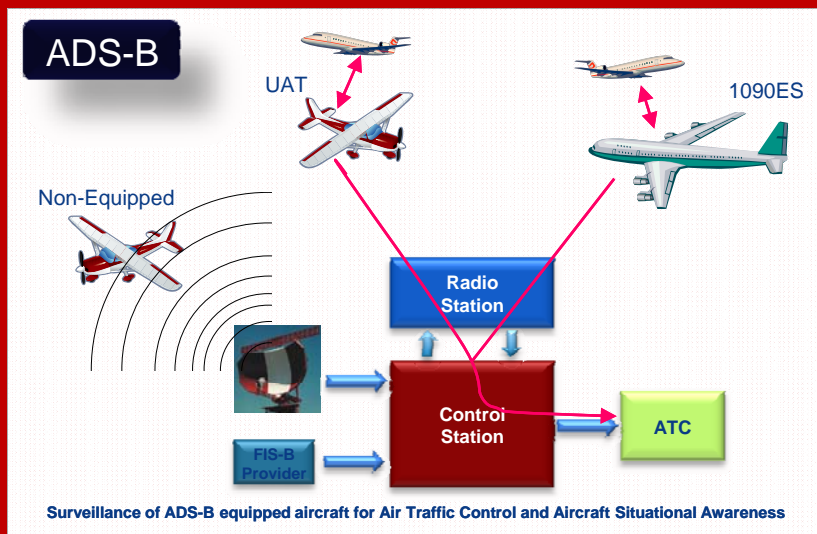 ADS-B
UAT
1090ES
Non-Equipped
Radio
Station
Control
Station
ATC
FIS-B
Provider
Surveillance of ADS-B equipped aircraft for Air Traffic Control and Aircraft Situational Awareness